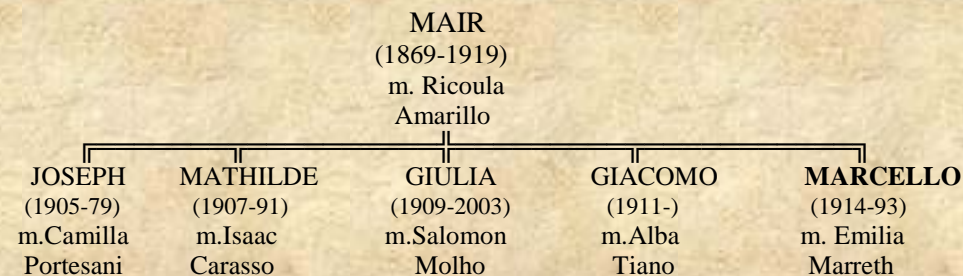 MAIR
(1869-1919)
m. Ricoula
Amarillo
JOSEPH MATHILDE GIULIA GIACOMO MARCELLO
(1905-79) (1907-91) (1909-2003) (1911-) (1914-93)
m.Camilla m.Isaac m.Salomon m.Alba m. Emilia
Portesani Carasso Molho Tiano Marreth